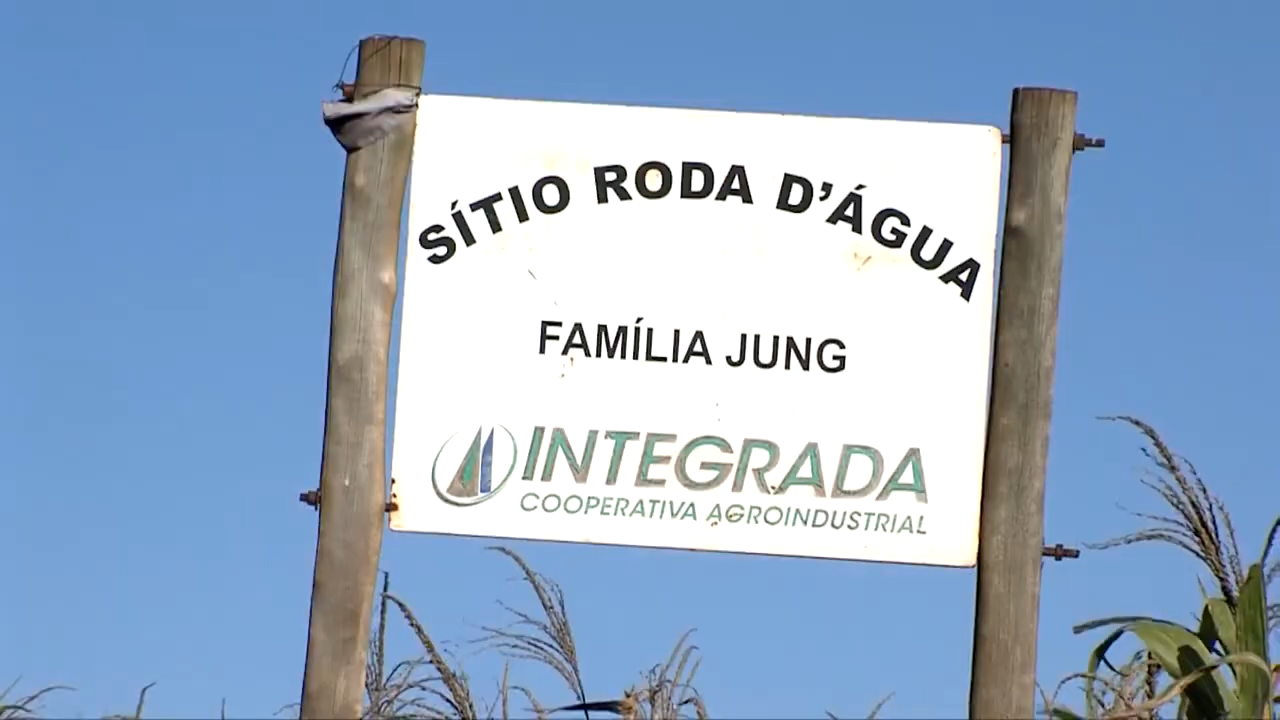 SÍTIO RODA D'ÁGUA
FAMÍLIA JUNG
INTEGRADA
COOPERATIVA AGROINDUSTRIAL